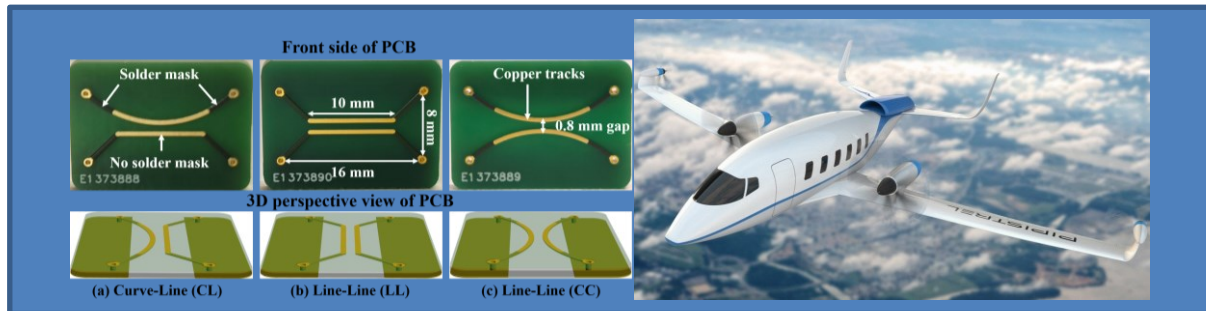 Front side of PCB
Solder mask
No solder mask
E1373888
10 mm
8 mm
16 mm
E1373890
Copper tracks
0.8 mm gap
E1373889
3D perspective view of PCB
(a) Curve-Line (CL)
(b) Line-Line (LL)
(c) Line-Line (CC)
PIPISTREL